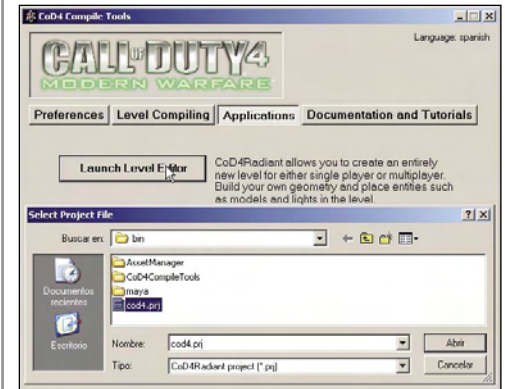 CoD4 Compile Tools
Language: spanish
CALL OF DUTY 4
MODERN WARFARE
Preferences
Level Compiling
Applications
Documentation and Tutorials
Launch Level Editor
CoD4Radiant allows you to create an entirely
new level for either single player or multiplayer.
Build your own geometry and place entities such
as models and lights in the level.
Select Project File
Buscar en:
bin
Documentos
recientes
Escritorio
AssetManager
CoD4CompileTools
maya
cod4.prj
Nombre:
cod4.prj
Abrir
Tipo:
CoD4Radiant project (*.prj)
Cancelar